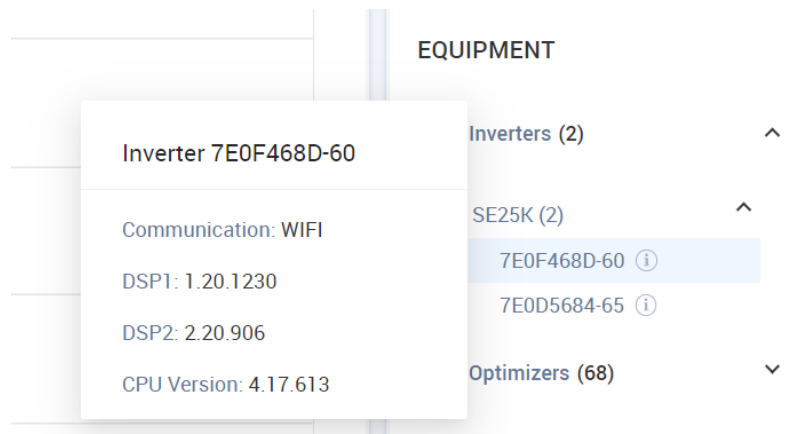 EQUIPMENT
Inverter 7E0F468D-60
Communication: WIFI
DSP1: 1.20.1230
DSP2: 2.20.906
CPU Version: 4.17.613
Inverters (2)
SE25K (2)
7E0F468D-60
7E0D5684-65
Optimizers (68)